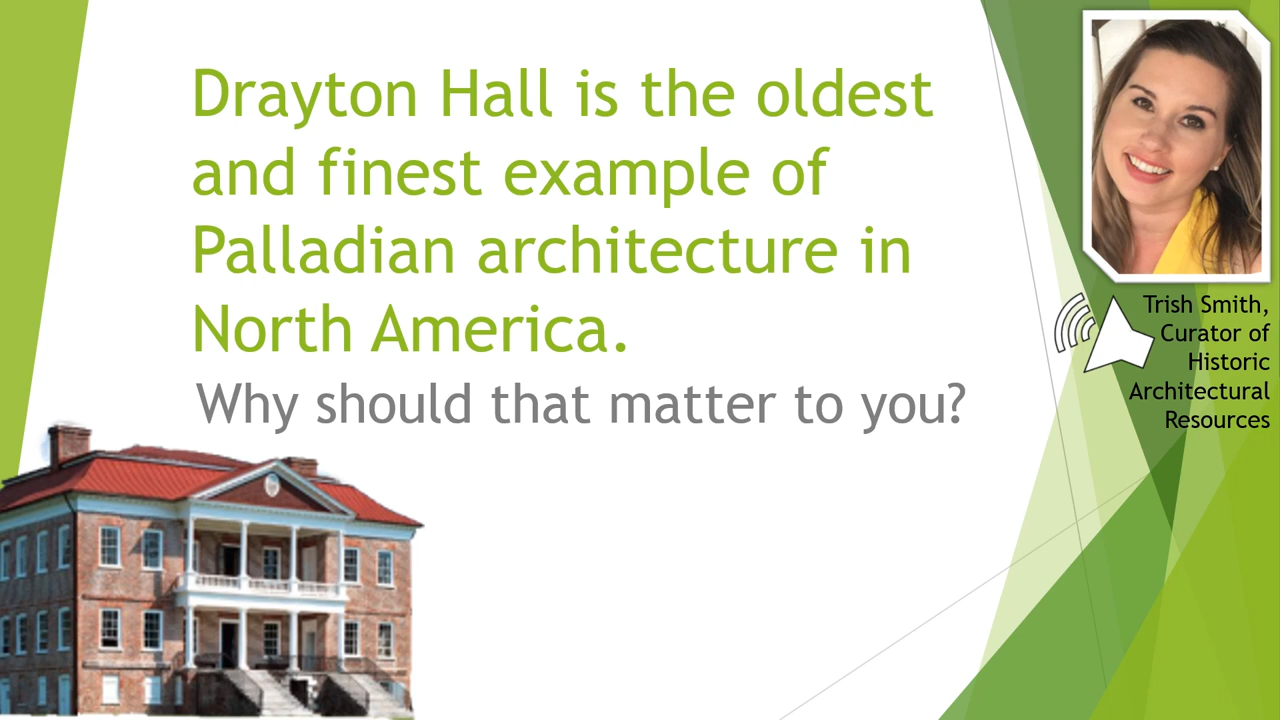 Drayton Hall is the oldest
and finest example of
Palladian architecture in
North America.
Why should that matter to you?
Trish Smith,
Curator of
Historic
Architectural
Resources